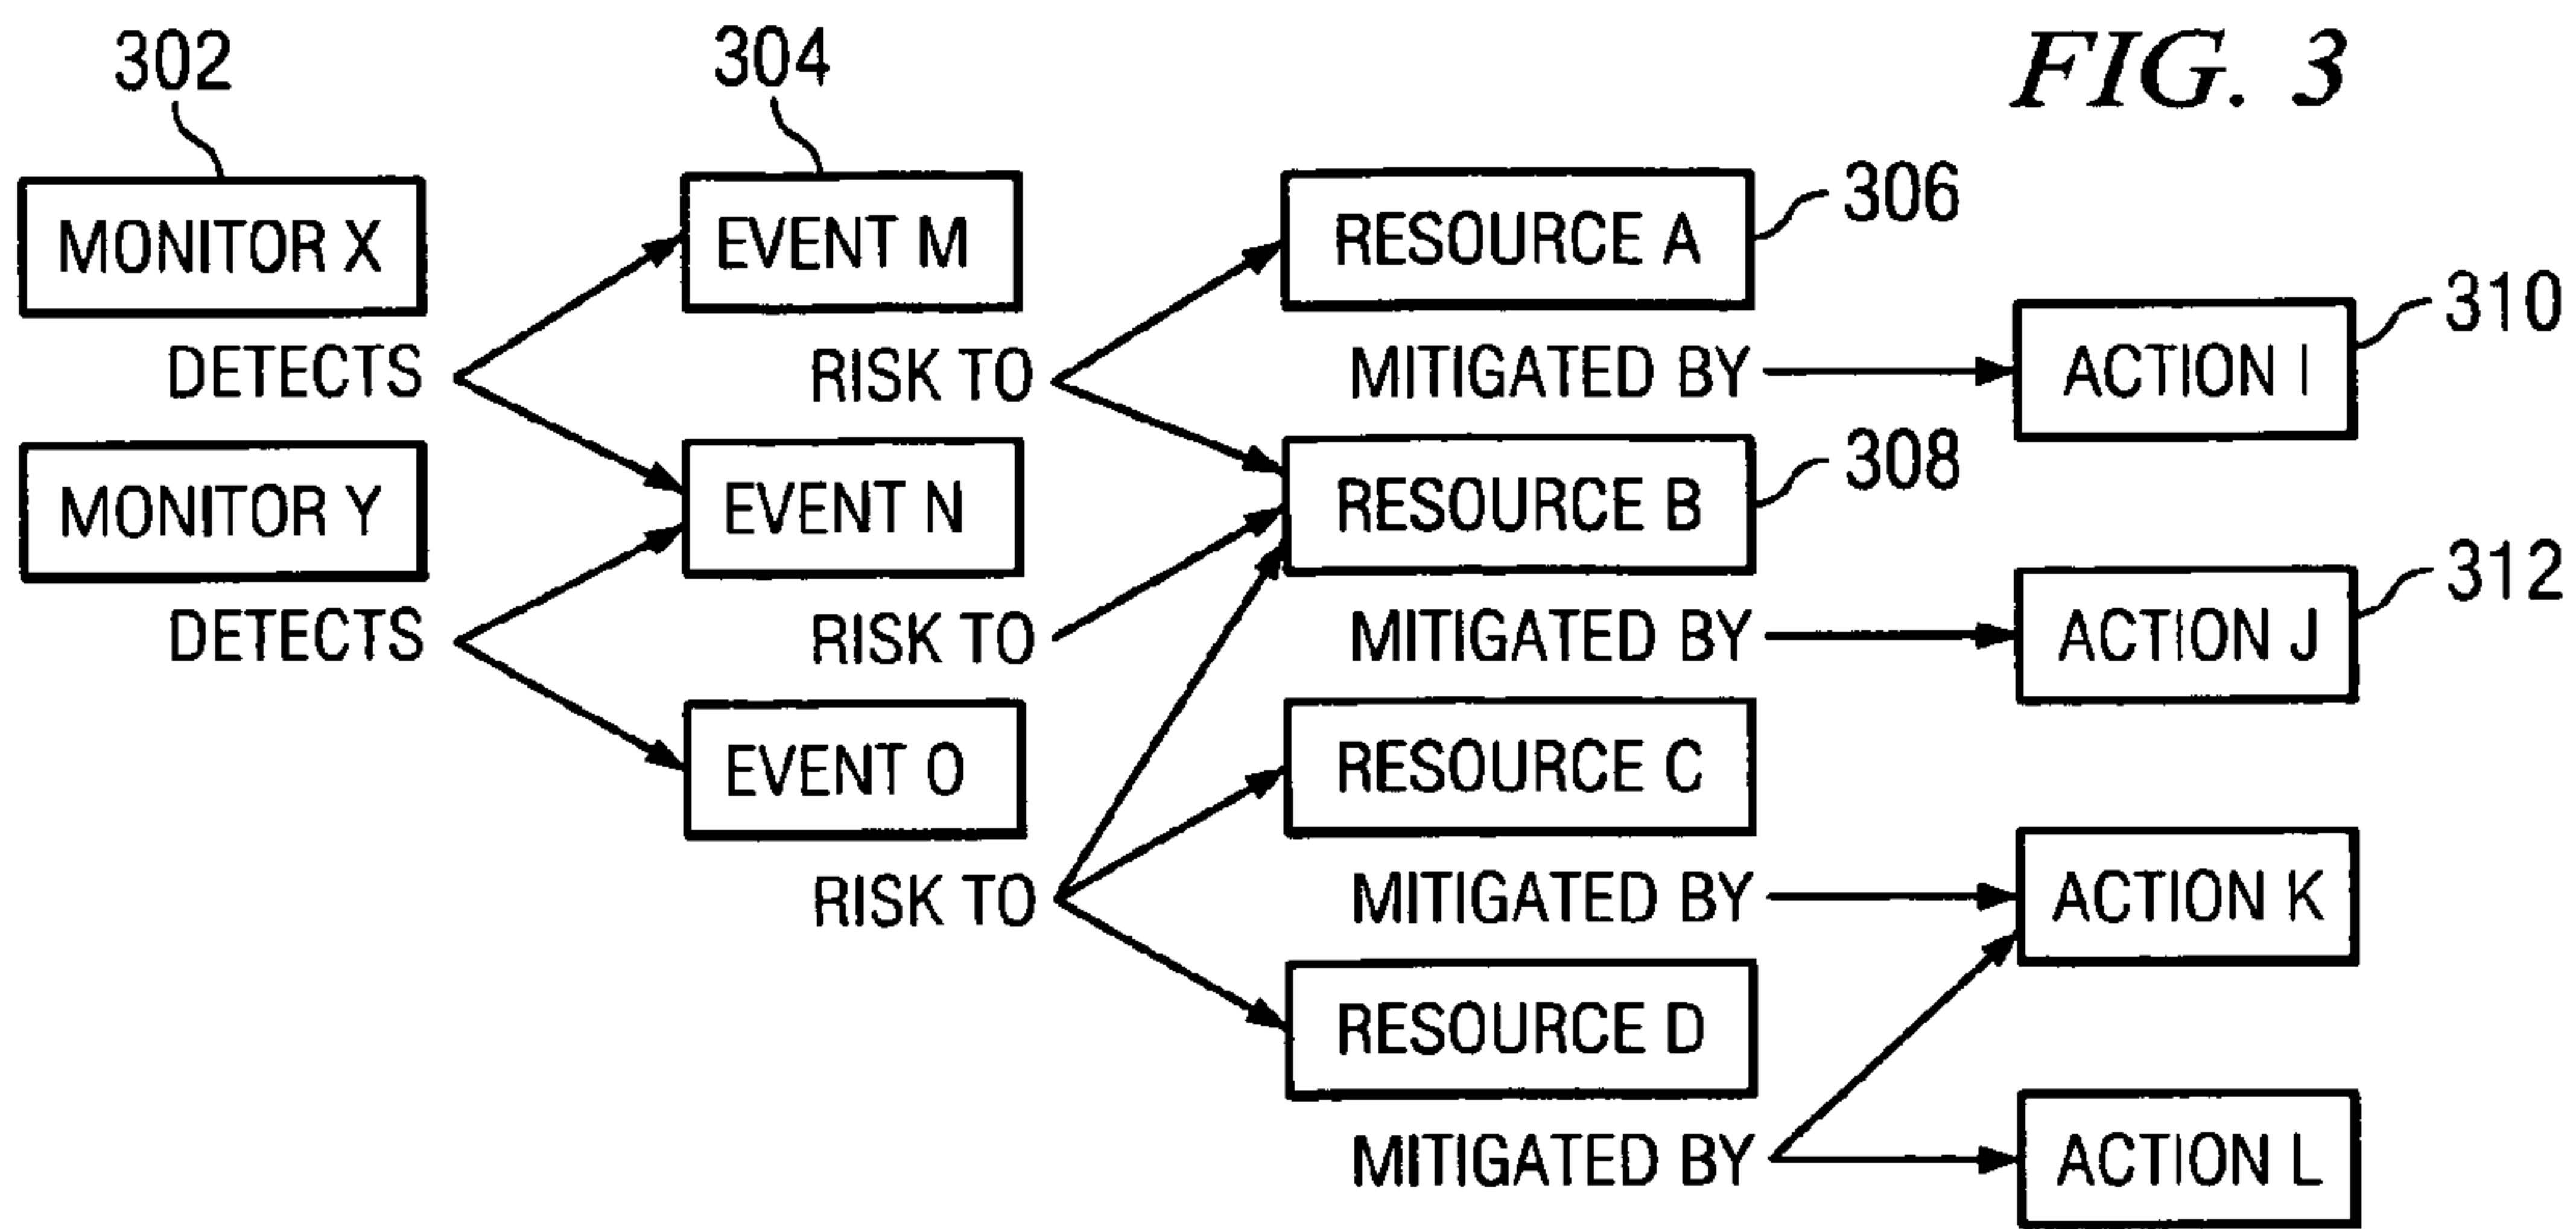 302
304
FIG. 3
MONITOR X
EVENT M
RESOURCE A
306
310
DETECTS
RISK TO
MITIGATED BY
ACTION I
MONITOR Y
EVENT N
RESOURCE B
308
312
DETECTS
RISK TO
MITIGATED BY
ACTION J
EVENT O
RESOURCE C
RISK TO
MITIGATED BY
ACTION K
RESOURCE D
MITIGATED BY
ACTION L